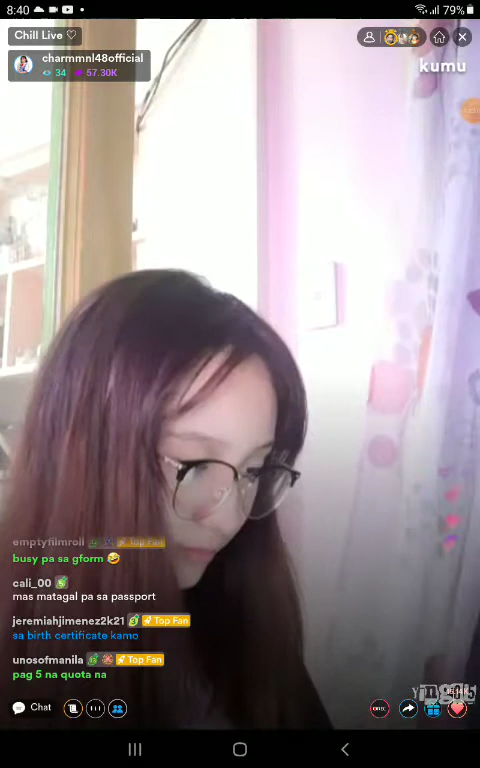 8:40
79%
Chill Live ♡
charmmnl48official
34 57.30K
kumu
emptyfilmroll Top Fan
busy pa sa gform 🤣
cali_00
mas matagal pa sa passport
jeremiahjimenez2k21 Top Fan
sa birth certificate kamo
unosofmanila Top Fan
pag 5 na quota na
Chat